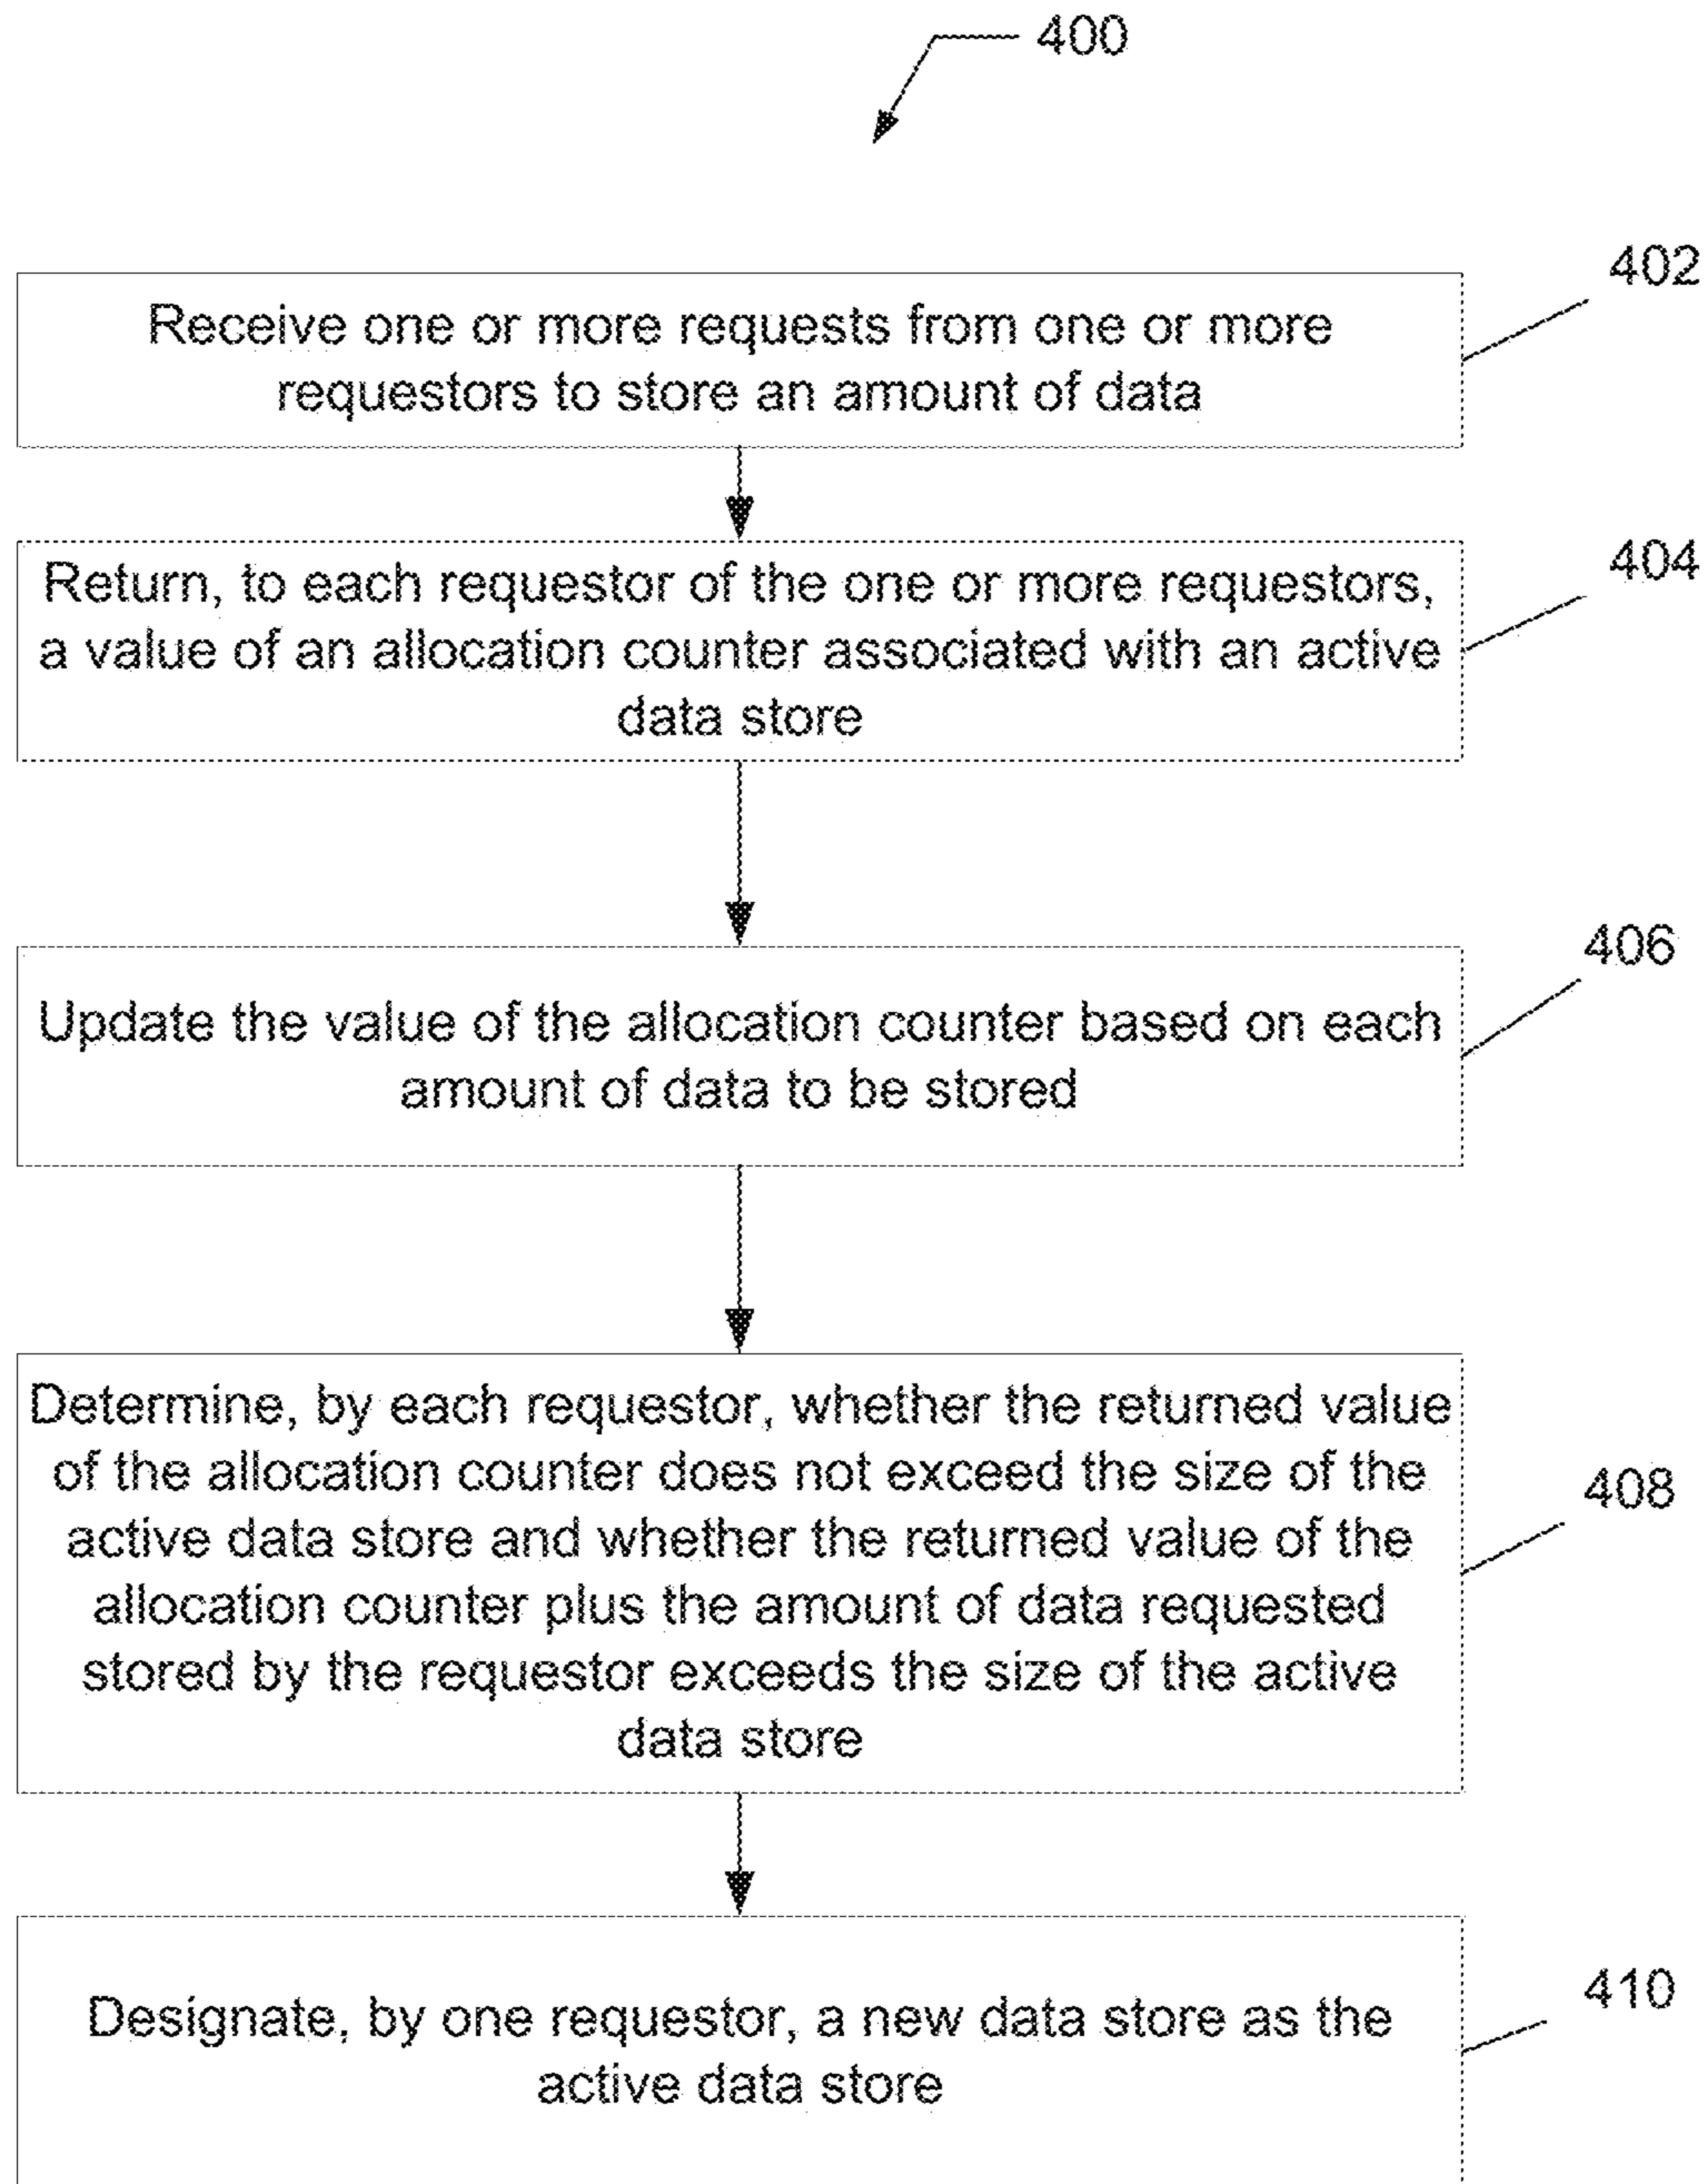 400
402
Receive one or more requests from one or more
requestors to store an amount of data
404
Return, to each requestor of the one or more requestors,
a value of an allocation counter associated with an active
data store
406
Update the value of the allocation counter based on each
amount of data to be stored
Determine, by each requestor, whether the returned value
of the allocation counter does not exceed the size of the
408
active data store and whether the returned value of the
allocation counter plus the amount of data requested
stored by the requestor exceeds the size of the active
data store
410
Designate, by one requestor, a new data store as the
active data store